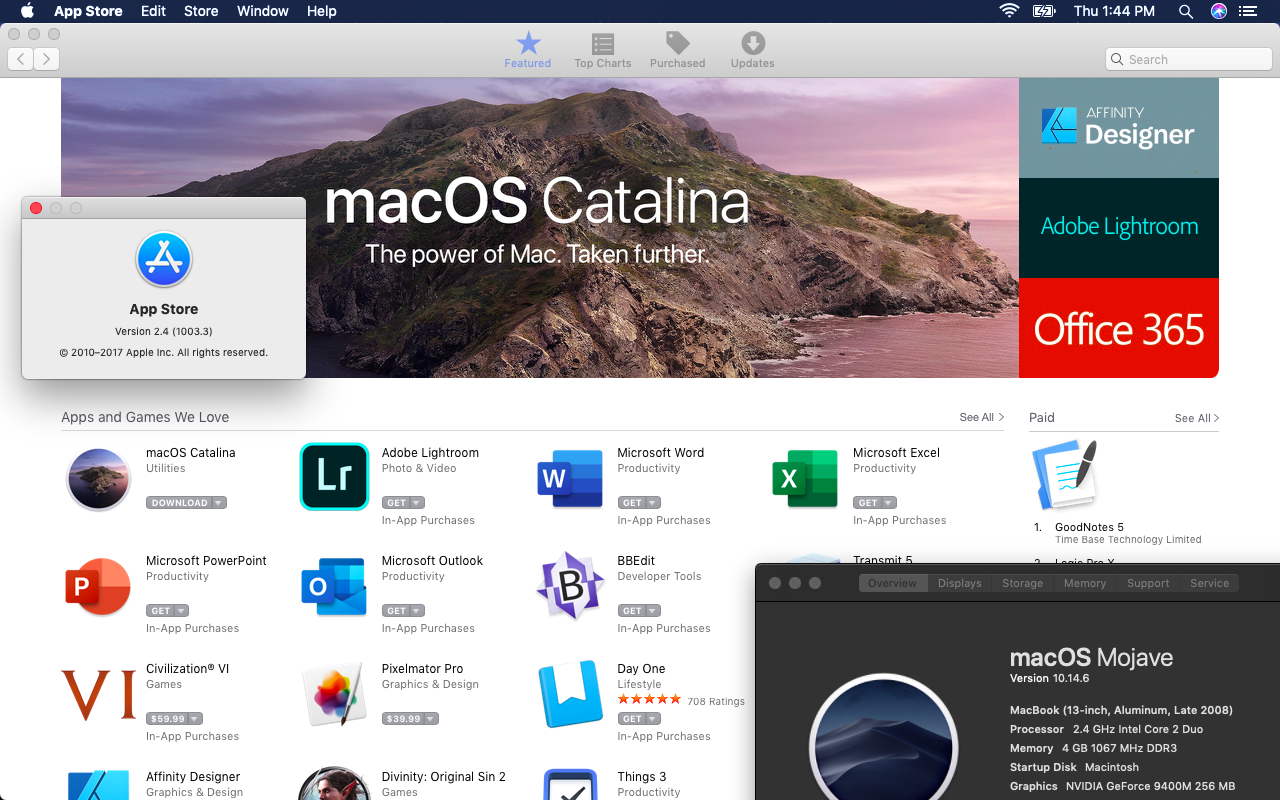 App Store Edit Store Window Help Thu 1:44 PM
Featured Top Charts Purchased Updates
Search
macOS Catalina
The power of Mac. Taken further.
AFFINITY
Designer
Adobe Lightroom
Office 365
App Store
Version 2.4 (1003.3)
© 2010–2017 Apple Inc. All rights reserved.
Apps and Games We Love
See All >
macOS Catalina
Utilities
DOWNLOAD
Adobe Lightroom
Photo & Video
Lr
GET
In-App Purchases
Microsoft Word
Productivity
W
GET
In-App Purchases
Microsoft Excel
Productivity
X
GET
In-App Purchases
Microsoft PowerPoint
Productivity
P
GET
In-App Purchases
Microsoft Outlook
Productivity
O
GET
In-App Purchases
BBEdit
Developer Tools
B
GET
In-App Purchases
Transmit 5
VI
Civilization® VI
Games
$59.99
In-App Purchases
Pixelmator Pro
Graphics & Design
$39.99
Day One
Lifestyle
★★★★★ 708 Ratings
GET
In-App Purchases
Affinity Designer
Graphics & Design
Divinity: Original Sin 2
Games
Things 3
Productivity
Paid
See All >
1. GoodNotes 5
Time Base Technology Limited
2. Logic Pro X
Overview Displays Storage Memory Support Service
macOS Mojave
Version 10.14.6
MacBook (13-inch, Aluminum, Late 2008)
Processor 2.4 GHz Intel Core 2 Duo
Memory 4 GB 1067 MHz DDR3
Startup Disk Macintosh
Graphics NVIDIA GeForce 9400M 256 MB